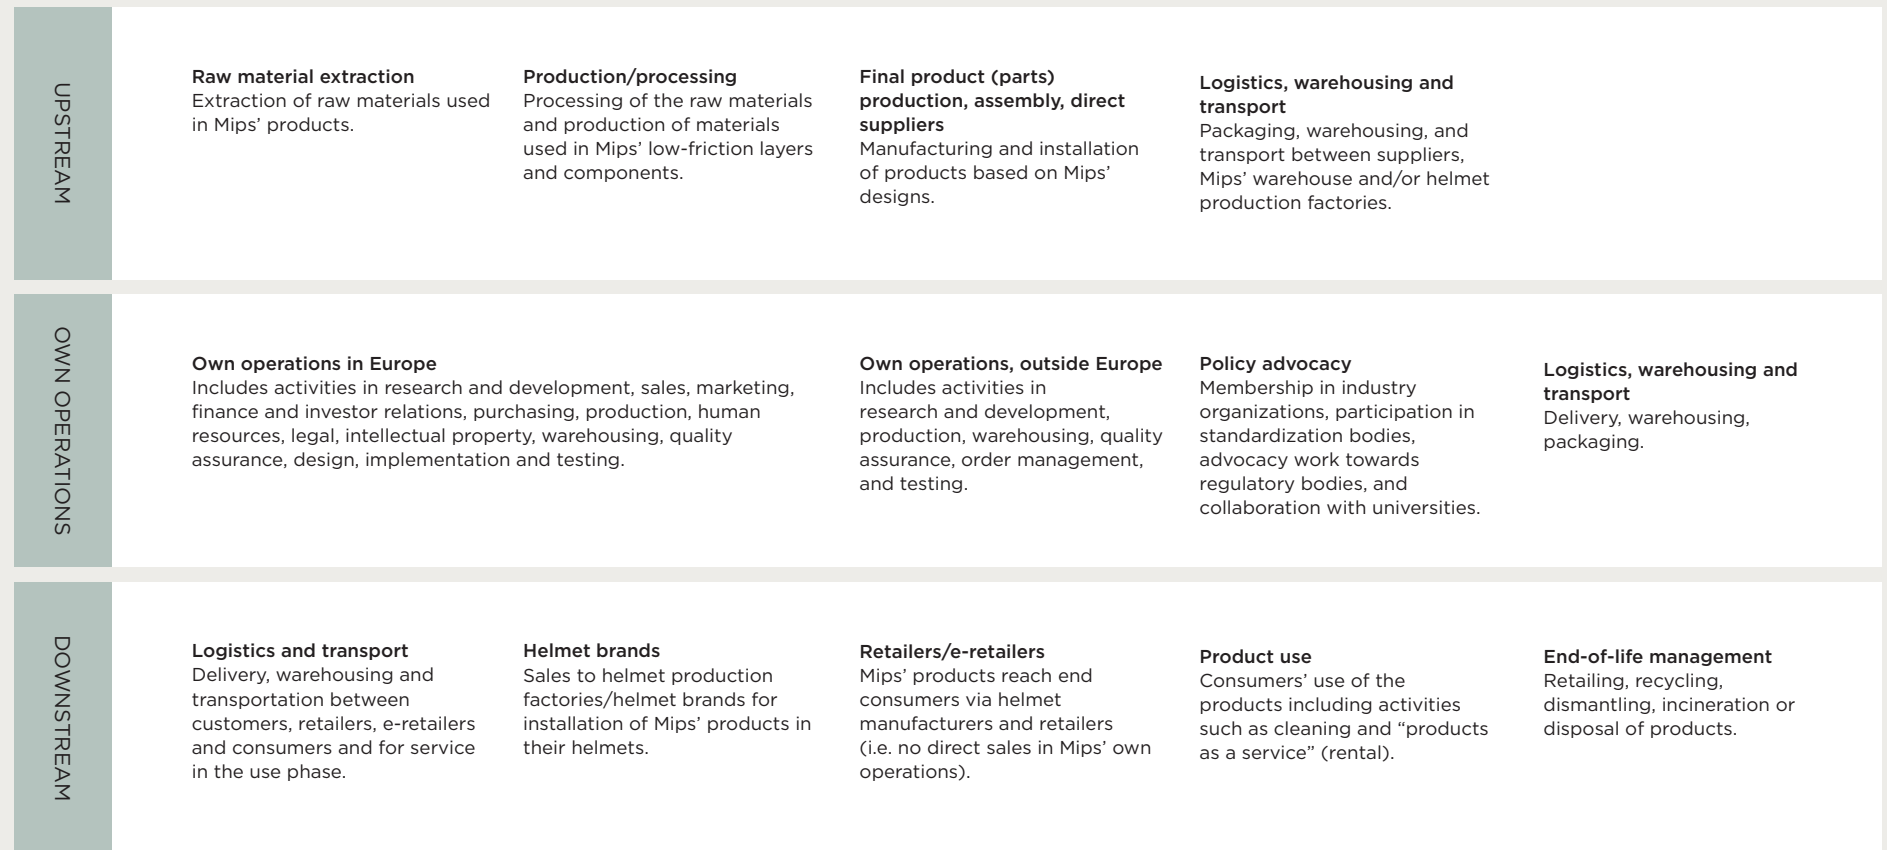 UPSTREAM
Raw material extraction
Extraction of raw materials used
in Mips’ products.
Production/processing
Processing of the raw materials
and production of materials
used in Mips’ low-friction layers
and components.
Final product (parts)
production, assembly, direct
suppliers
Manufacturing and installation
of products based on Mips’
designs.
Logistics, warehousing and
transport
Packaging, warehousing, and
transport between suppliers,
Mips’ warehouse and/or helmet
production factories.
OWN OPERATIONS
Own operations in Europe
Includes activities in research and development, sales, marketing,
finance and investor relations, purchasing, production, human
resources, legal, intellectual property, warehousing, quality
assurance, design, implementation and testing.
Own operations, outside Europe
Includes activities in
research and development,
production, warehousing, quality
assurance, order management,
and testing.
Policy advocacy
Membership in industry
organizations, participation in
standardization bodies,
advocacy work towards
regulatory bodies, and
collaboration with universities.
Logistics, warehousing and
transport
Delivery, warehousing,
packaging.
DOWNSTREAM
Logistics and transport
Delivery, warehousing and
transportation between
customers, retailers, e-retailers
and consumers and for service
in the use phase.
Helmet brands
Sales to helmet production
factories/helmet brands for
installation of Mips’ products in
their helmets.
Retailers/e-retailers
Mips’ products reach end
consumers via helmet
manufacturers and retailers
(i.e. no direct sales in Mips’ own
operations).
Product use
Consumers’ use of the
products including activities
such as cleaning and “products
as a service” (rental).
End-of-life management
Retailing, recycling,
dismantling, incineration or
disposal of products.